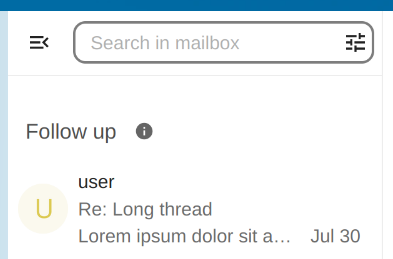 Search in mailbox
Follow up
U
user
Re: Long thread
Lorem ipsum dolor sit a… Jul 30